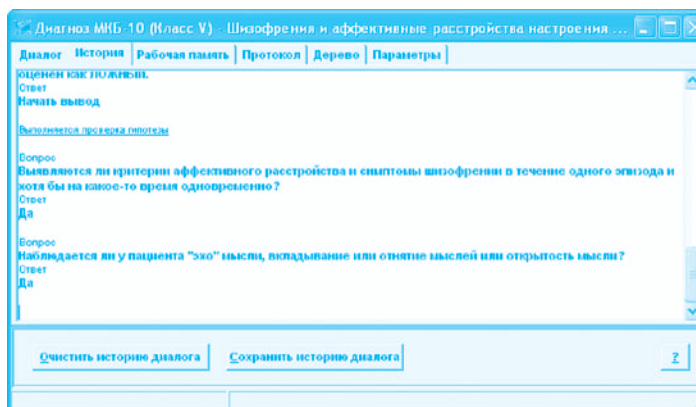 Диагноз МКБ-10 (Класс V) - Шизофрения и аффективные расстройства настроения ...
Диалог История Рабочая память Протокол Дерево Параметры
оценен как ЛОЖНЫЙ.
Ответ
Начать вывод
Выполняется проверка гипотезы
Вопрос
Выявляются ли критерии аффективного расстройства и симптомы шизофрении в течение одного эпизода и
хотя бы на какое-то время одновременно?
Ответ
Да
Вопрос
Наблюдается ли у пациента "эхо" мысли, вкладывание или отнятие мыслей или открытость мысли?
Ответ
Да
Очистить историю диалога Сохранить историю диалога ?